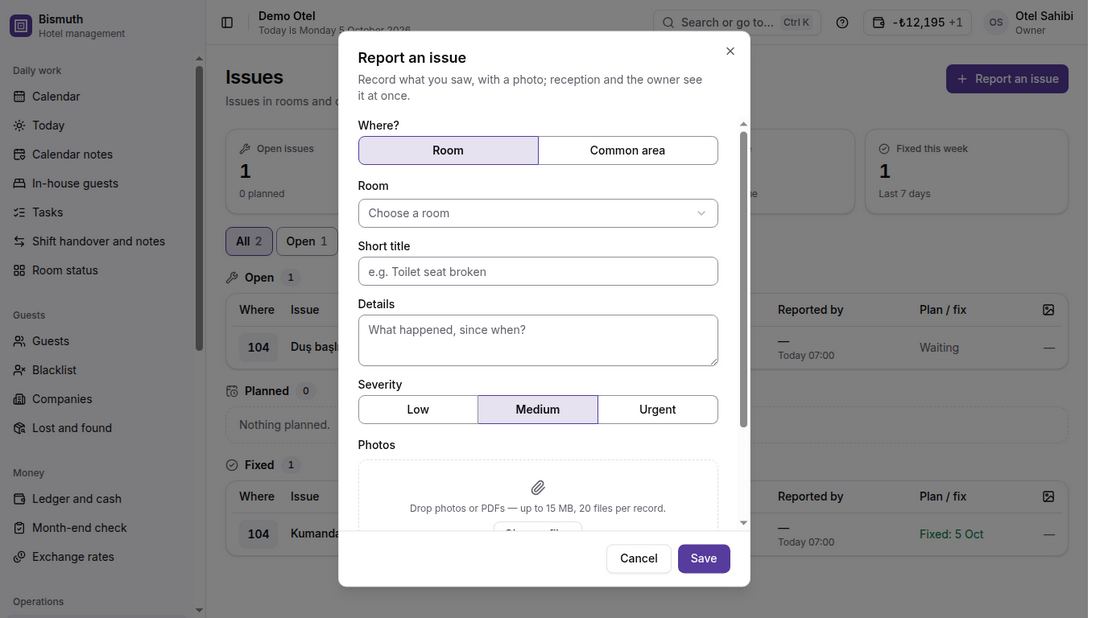 Bismuth
Hotel management
Daily work
Calendar
Today
Calendar notes
In-house guests
Tasks
Shift handover and notes
Room status
Guests
Guests
Blacklist
Companies
Lost and found
Money
Ledger and cash
Month-end check
Exchange rates
Operations
Demo Otel
Today is Monday 5 October 2026
Search or go to... Ctrl K
-₺12,195 +1
OS
Otel Sahibi
Owner
Issues
Issues in rooms and
Report an issue
Open issues
1
0 planned
Fixed this week
1
Last 7 days
All 2
Open 1
Open 1
Where Issue Reported by Plan / fix
104 Duş — Waiting —
Today 07:00
Planned 0
Nothing planned.
Fixed 1
Where Issue Reported by Plan / fix
104 — Fixed: 5 Oct —
Today 07:00
Report an issue
Record what you saw, with a photo; reception and the owner see
it at once.
Where?
Room Common area
Room
Choose a room
Short title
e.g. Toilet seat broken
Details
What happened, since when?
Severity
Low Medium Urgent
Photos
Drop photos or PDFs — up to 15 MB, 20 files per record.
Cancel Save